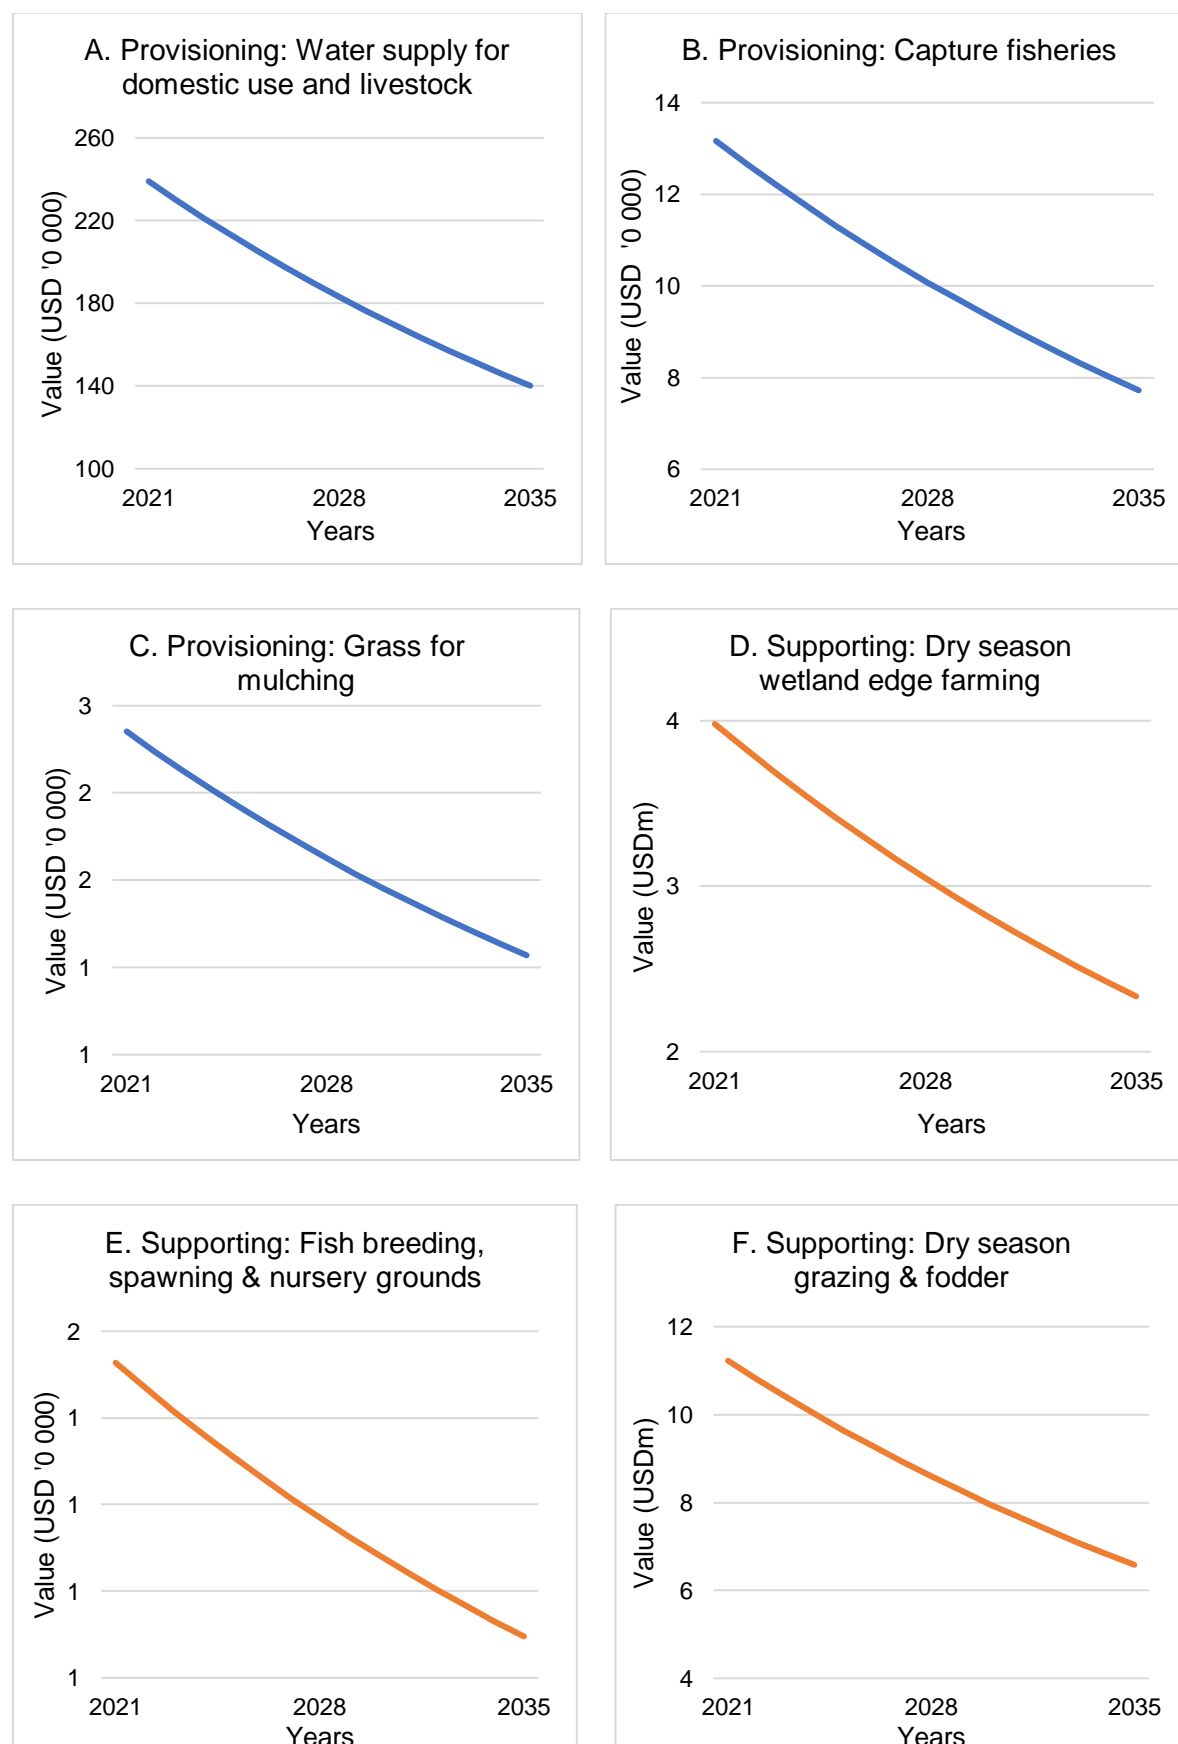 A. Provisioning: Water supply for
domestic use and livestock
260
220
180
140
100
Value (USD '0 000)
2021 2028 2035
Years
B. Provisioning: Capture fisheries
14
12
10
8
6
Value (USD '0 000)
2021 2028 2035
Years
C. Provisioning: Grass for
mulching
3
2
2
1
1
Value (USD '0 000)
2021 2028 2035
Years
D. Supporting: Dry season
wetland edge farming
4
3
2
Value (USDm)
2021 2028 2035
Years
E. Supporting: Fish breeding,
spawning & nursery grounds
2
1
1
1
1
Value (USD '0 000)
2021 2028 2035
Years
F. Supporting: Dry season
grazing & fodder
12
10
8
6
4
Value (USDm)
2021 2028 2035
Years